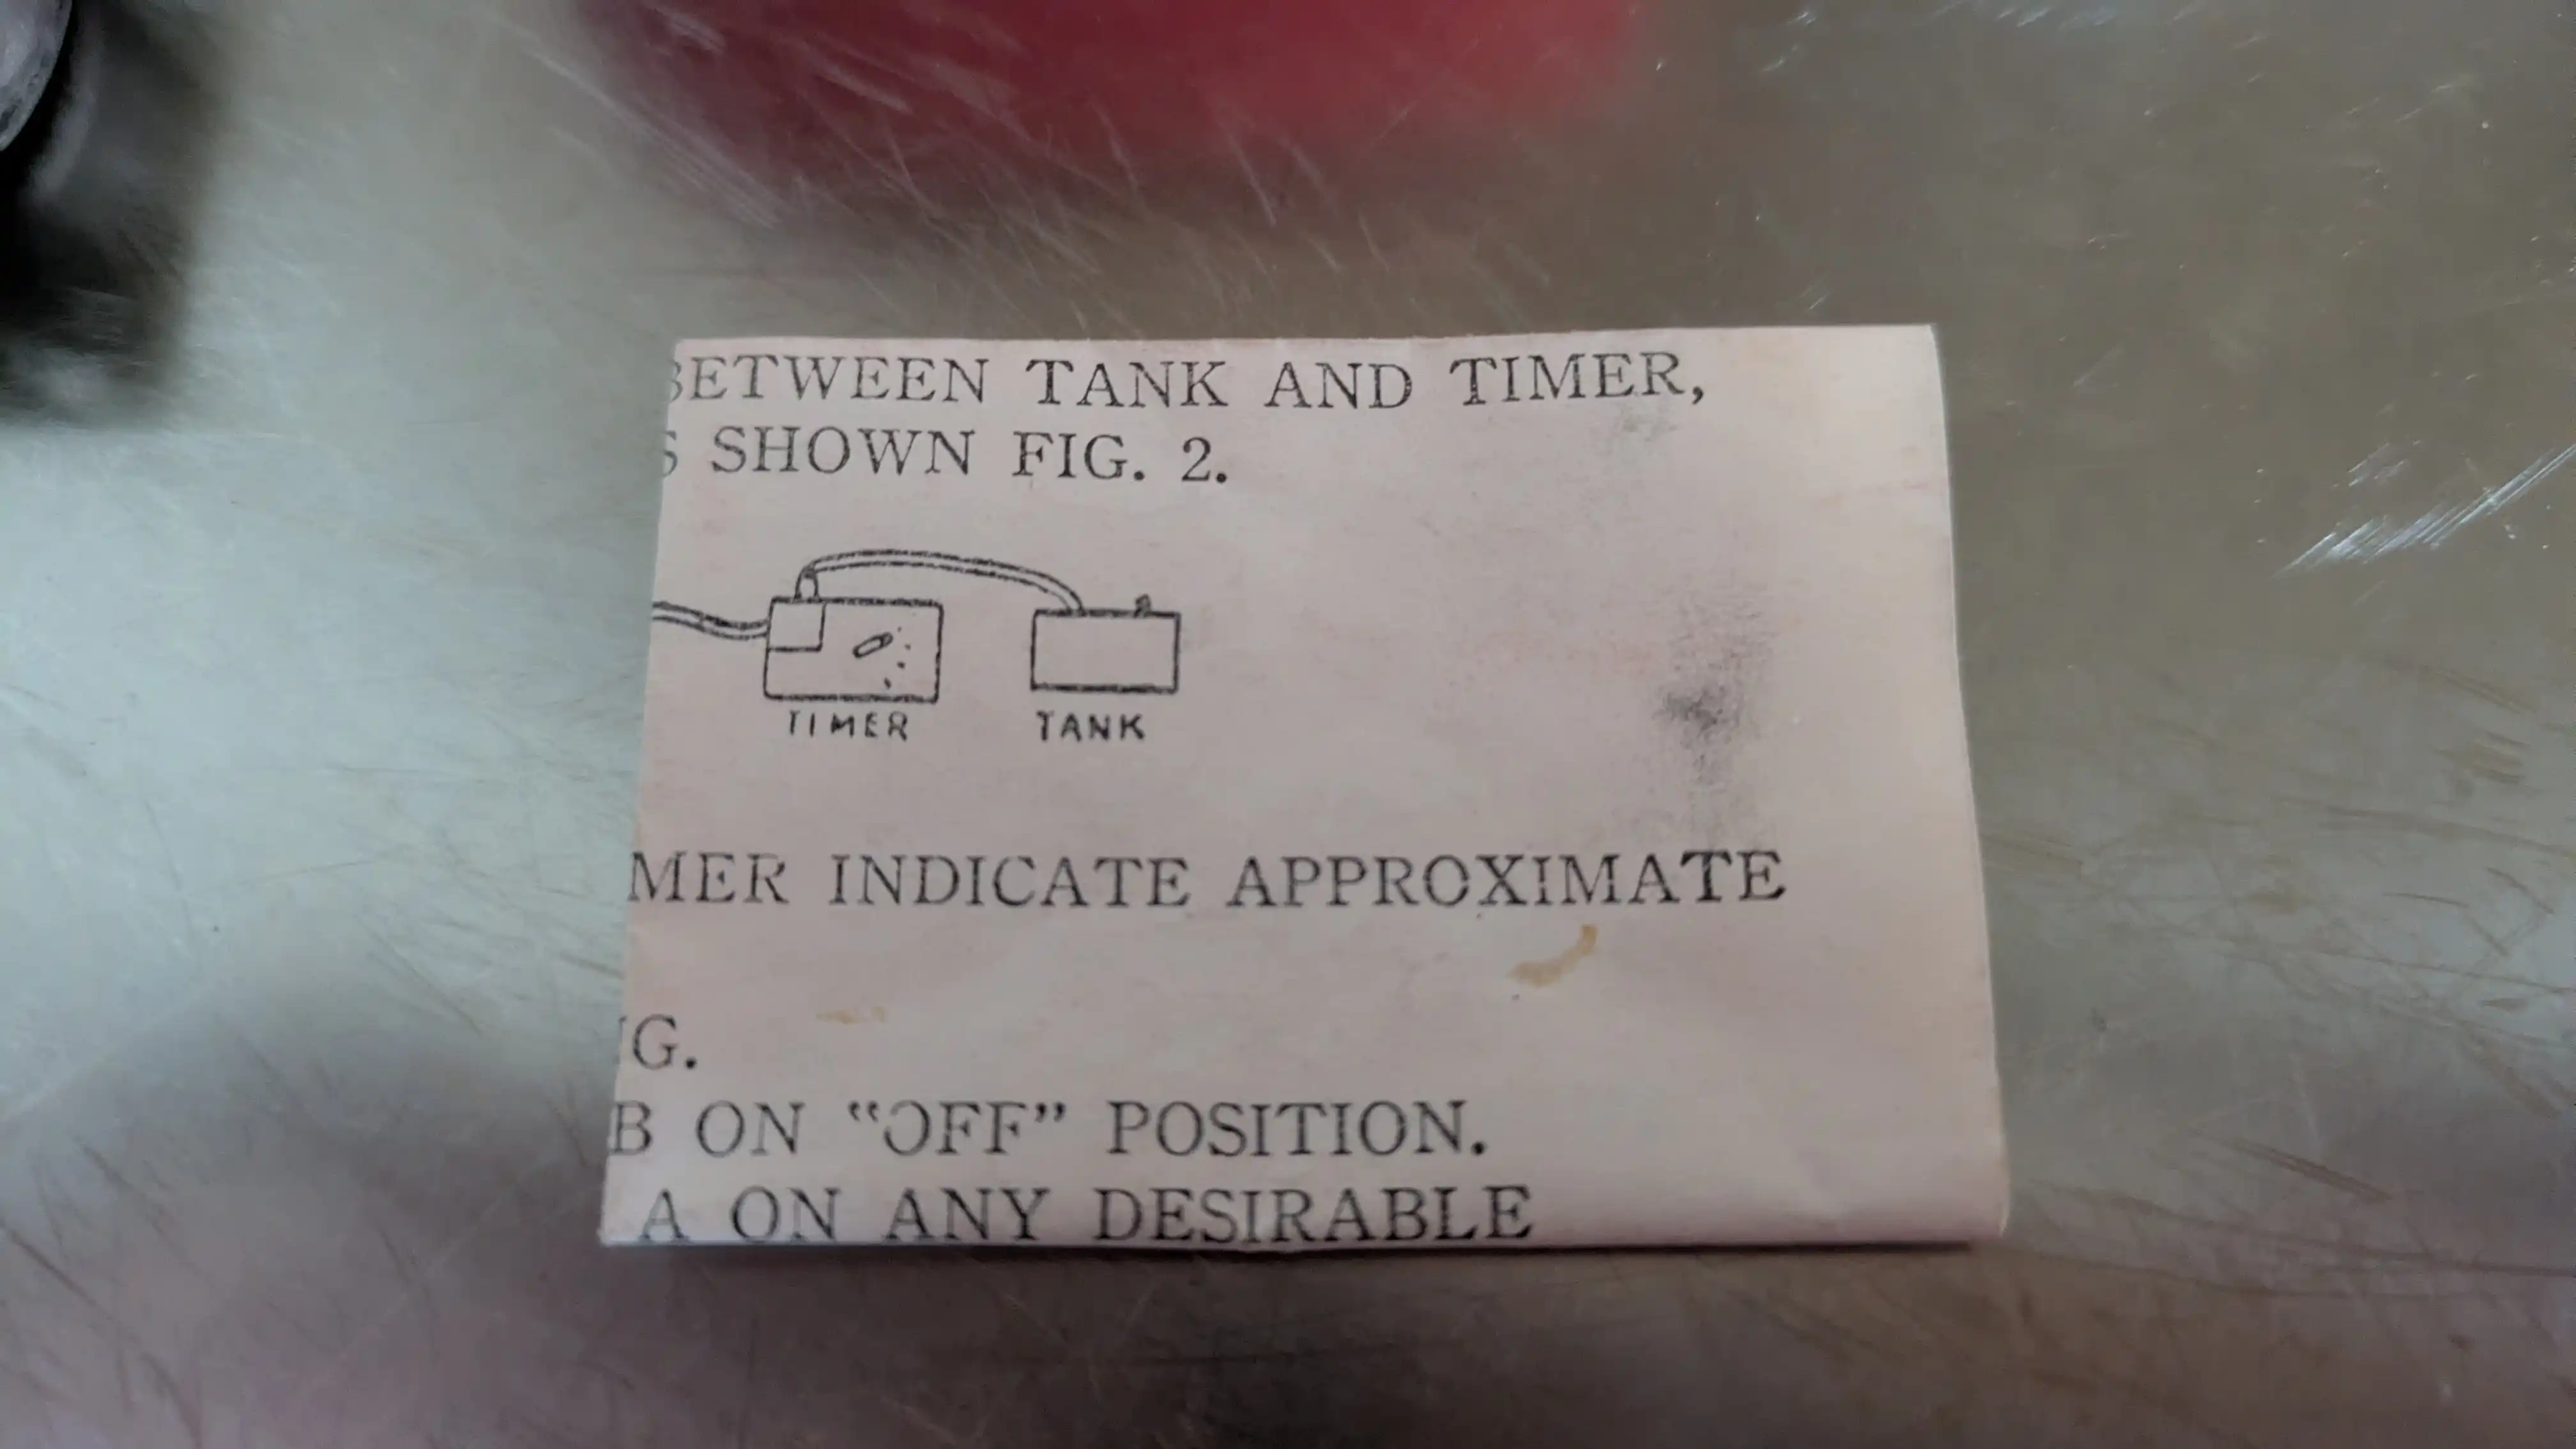 BETWEEN TANK AND TIMER,
S SHOWN FIG. 2.
TIMER TANK
MER INDICATE APPROXIMATE
G.
B ON “OFF” POSITION.
A ON ANY DESIRABLE